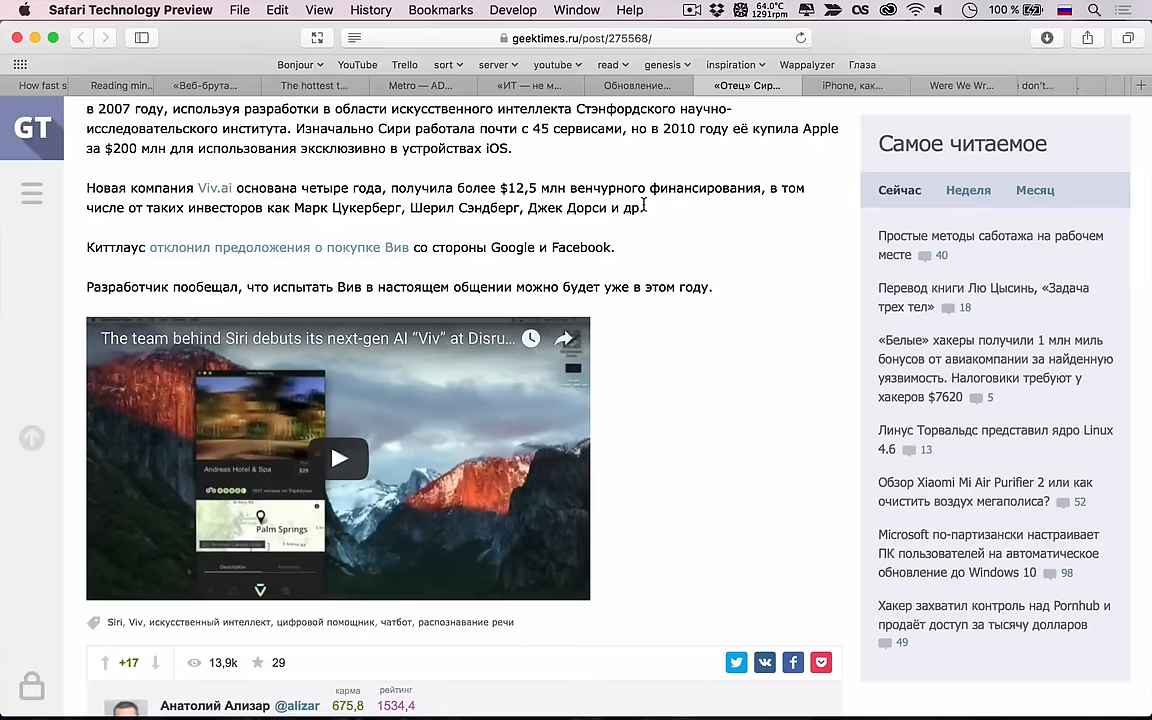 Safari Technology Preview File Edit View History Bookmarks Develop Window Help 64.0°C 1291rpm 100 %
geektimes.ru/post/275568/
Bonjour YouTube Trello sort server youtube read genesis inspiration Wappalyzer Глаза
How fast s Reading min... «Веб-брута... The hottest t... Metro — AD... «ИТ — не м... Обновление... «Отец» Сир... iPhone, как... Were We Wr... don't...
GT
в 2007 году, используя разработки в области искусственного интеллекта Стэнфордского научно-
исследовательского института. Изначально Сири работала почти с 45 сервисами, но в 2010 году её купила Apple
за $200 млн для использования эксклюзивно в устройствах iOS.
Новая компания Viv.ai основана четыре года, получила более $12,5 млн венчурного финансирования, в том
числе от таких инвесторов как Марк Цукерберг, Шерил Сэндберг, Джек Дорси и др.
Киттлаус отклонил предоложения о покупке Вив со стороны Google и Facebook.
Разработчик пообещал, что испытать Вив в настоящем общении можно будет уже в этом году.
The team behind Siri debuts its next-gen AI “Viv” at Disru...
Andreas Hotel & Spa
$28
Palm Springs
Description
Siri, Viv, искусственный интеллект, цифровой помощник, чатбот, распознавание речи
+17 13,9k 29
карма рейтинг
Анатолий Ализар @alizar 675,8 1534,4
Самое читаемое
Сейчас Неделя Месяц
Простые методы саботажа на рабочем
месте 40
Перевод книги Лю Цысинь, «Задача
трех тел» 18
«Белые» хакеры получили 1 млн миль
бонусов от авиакомпании за найденную
уязвимость. Налоговики требуют у
хакеров $7620 5
Линус Торвальдс представил ядро Linux
4.6 13
Обзор Xiaomi Mi Air Purifier 2 или как
очистить воздух мегаполиса? 52
Microsoft по-партизански настраивает
ПК пользователей на автоматическое
обновление до Windows 10 98
Хакер захватил контроль над Pornhub и
продаёт доступ за тысячу долларов
49